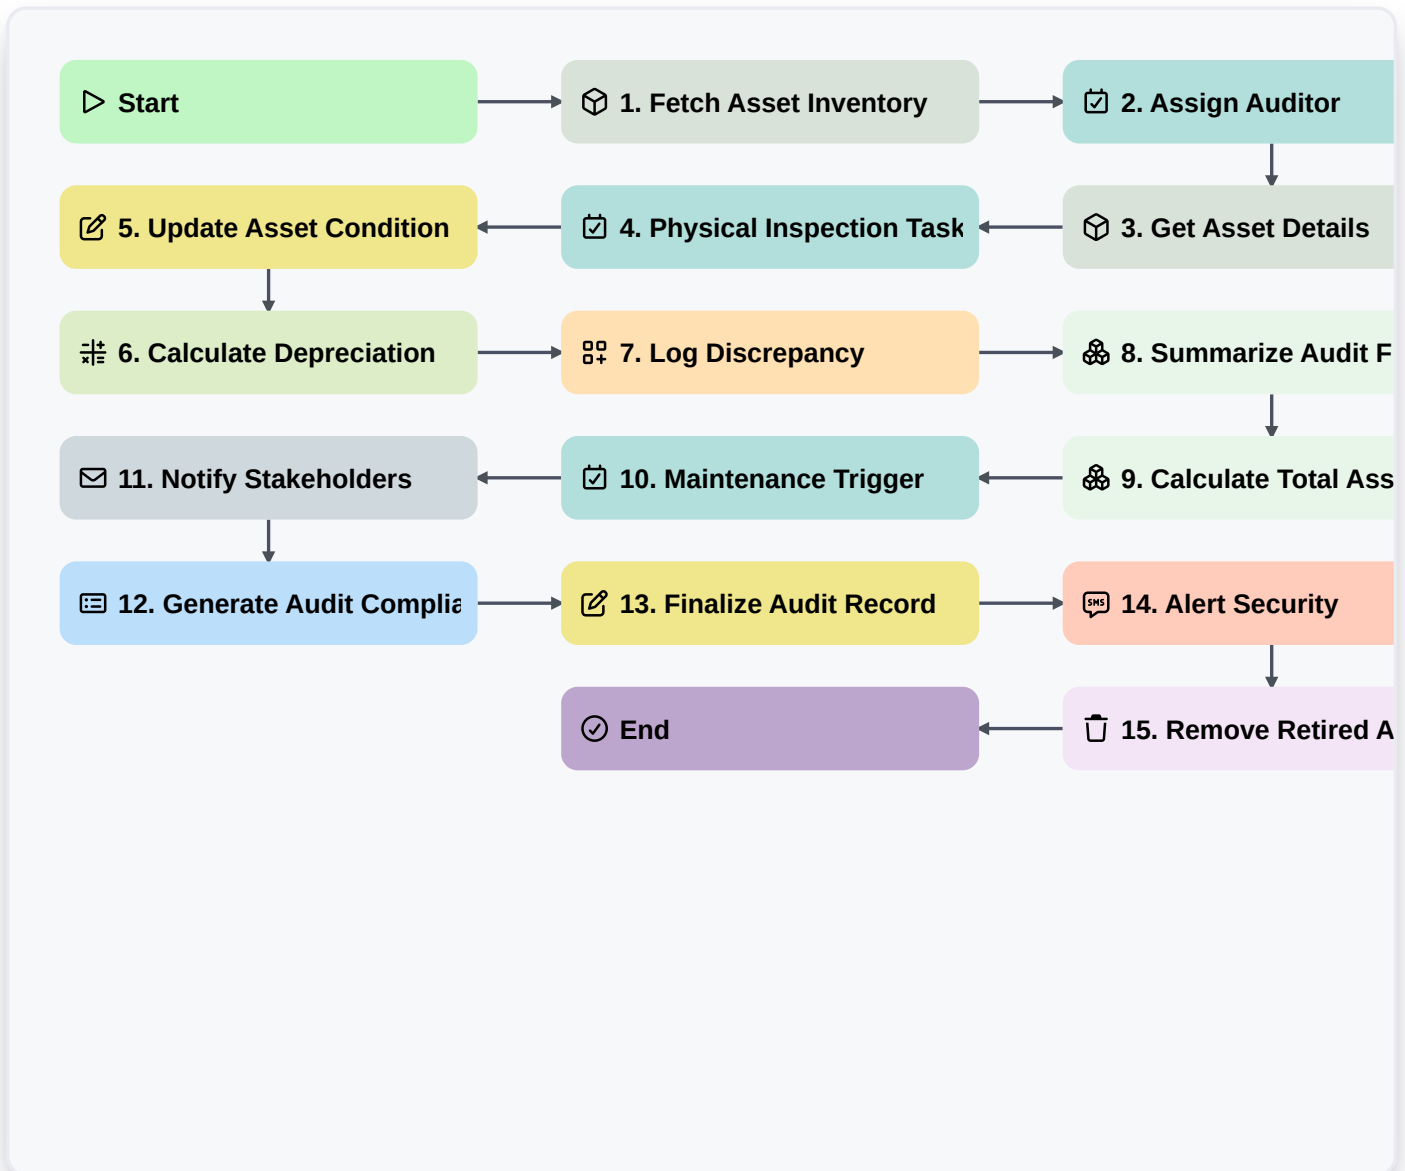 Start
1. Fetch Asset Inventory
2. Assign Auditor
5. Update Asset Condition
4. Physical Inspection Task
3. Get Asset Details
6. Calculate Depreciation
7. Log Discrepancy
8. Summarize Audit F
11. Notify Stakeholders
10. Maintenance Trigger
9. Calculate Total Ass
12. Generate Audit Complia
13. Finalize Audit Record
SMS
14. Alert Security
End
15. Remove Retired A